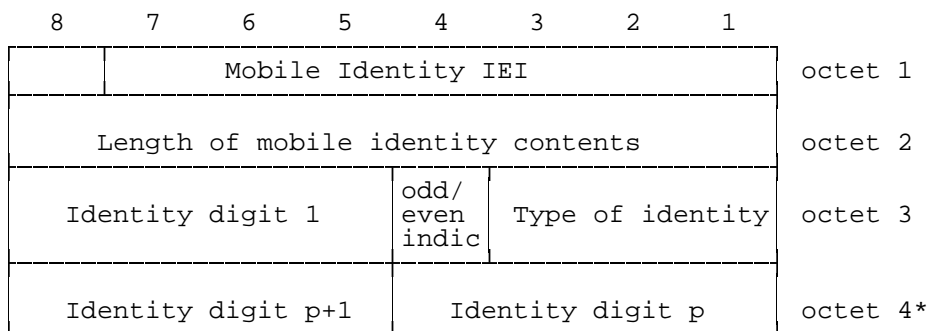 8 7 6 5 4 3 2 1
Mobile Identity IEI octet 1
Length of mobile identity contents octet 2
odd/
Identity digit 1 even Type of identity octet 3
indic
Identity digit p+1 Identity digit p octet 4*